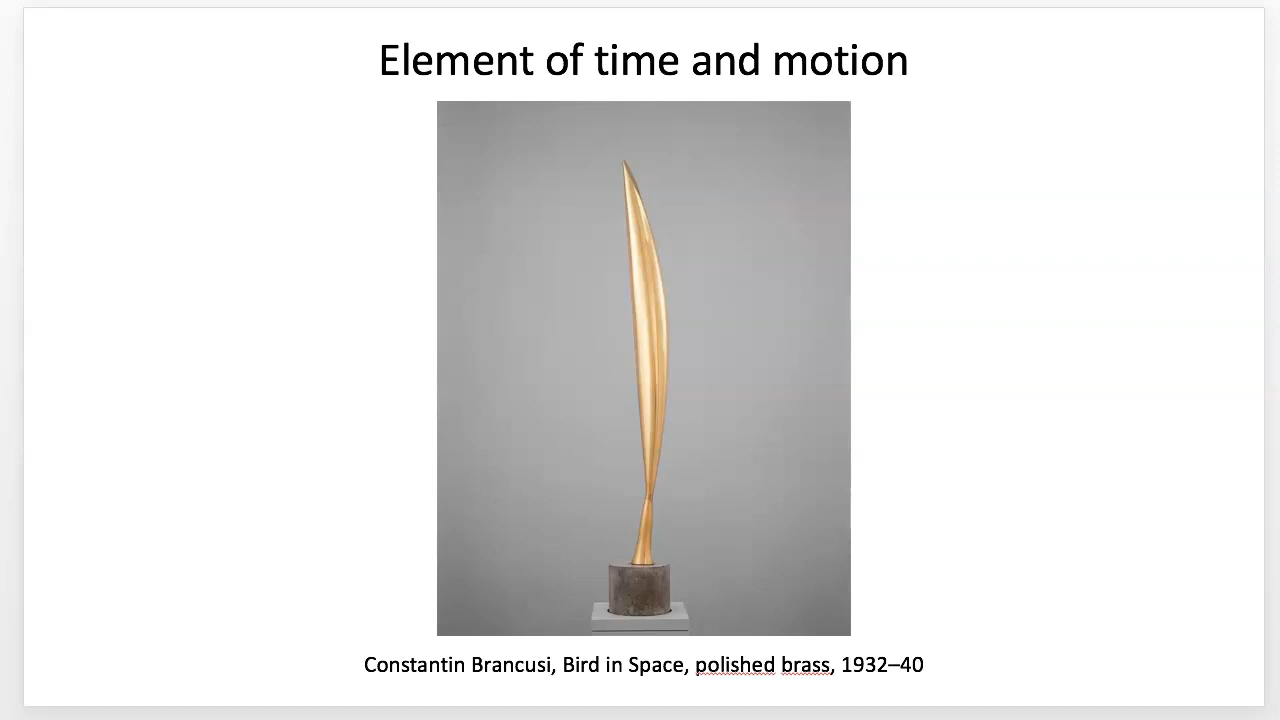 Element of time and motion
Constantin Brancusi, Bird in Space, polished brass, 1932–40